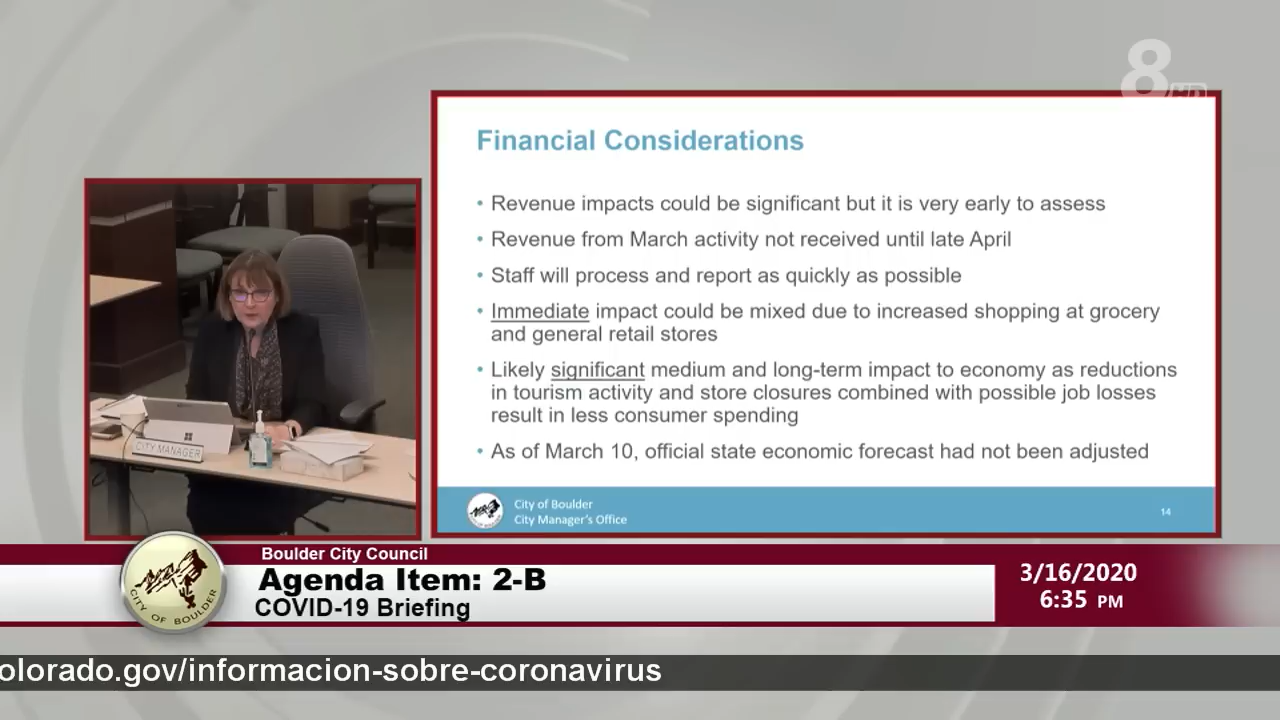 8
HD
Financial Considerations
• Revenue impacts could be significant but it is very early to assess
• Revenue from March activity not received until late April
• Staff will process and report as quickly as possible
• Immediate impact could be mixed due to increased shopping at grocery
and general retail stores
• Likely significant medium and long-term impact to economy as reductions
in tourism activity and store closures combined with possible job losses
result in less consumer spending
• As of March 10, official state economic forecast had not been adjusted
City of Boulder
City Manager's Office
14
CITY MANAGER
CITY OF BOULDER
Boulder City Council
Agenda Item: 2-B
COVID-19 Briefing
3/16/2020
6:35 PM
olorado.gov/informacion-sobre-coronavirus